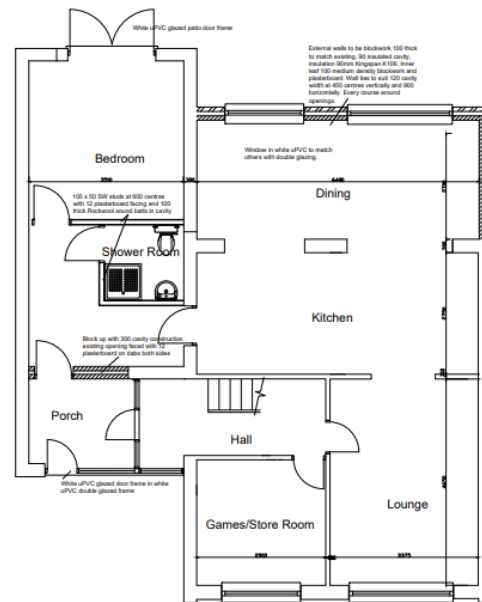 White uPVC glazed patio door frame
External walls to be blockwork 100 thick
to match existing, 90 insulated cavity,
insulation 90mm Kingspan K106. Inner
leaf 100 medium density blockwork and
plasterboard. Wall ties to suit 120 cavity
width at 450 centres vertically and 900
horizontally. Every course around
openings.
Bedroom
Window in white uPVC to match
others with double glazing.
Dining
100 x 50 SW studs at 600 centres
with 12 plasterboard facing and 100
thick Rockwool sound batts in cavity
Shower Room
Kitchen
2750
Block up with 300 cavity construction
existing opening faced with 12
plasterboard on dabs both sides
Porch
Hall
White uPVC glazed door frame in white
uPVC double glazed frame
Lounge
Games/Store Room
3575